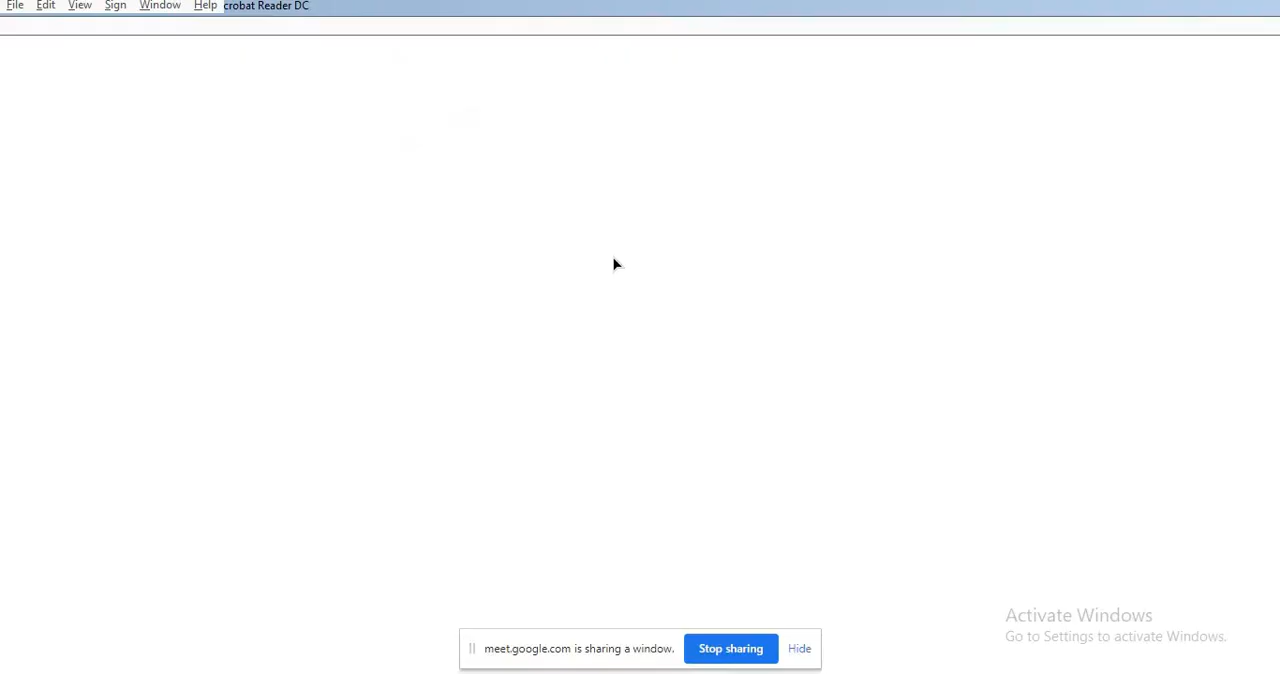 File Edit View Sign Window Help crobat Reader DC
meet.google.com is sharing a window. Stop sharing Hide
Activate Windows
Go to Settings to activate Windows.